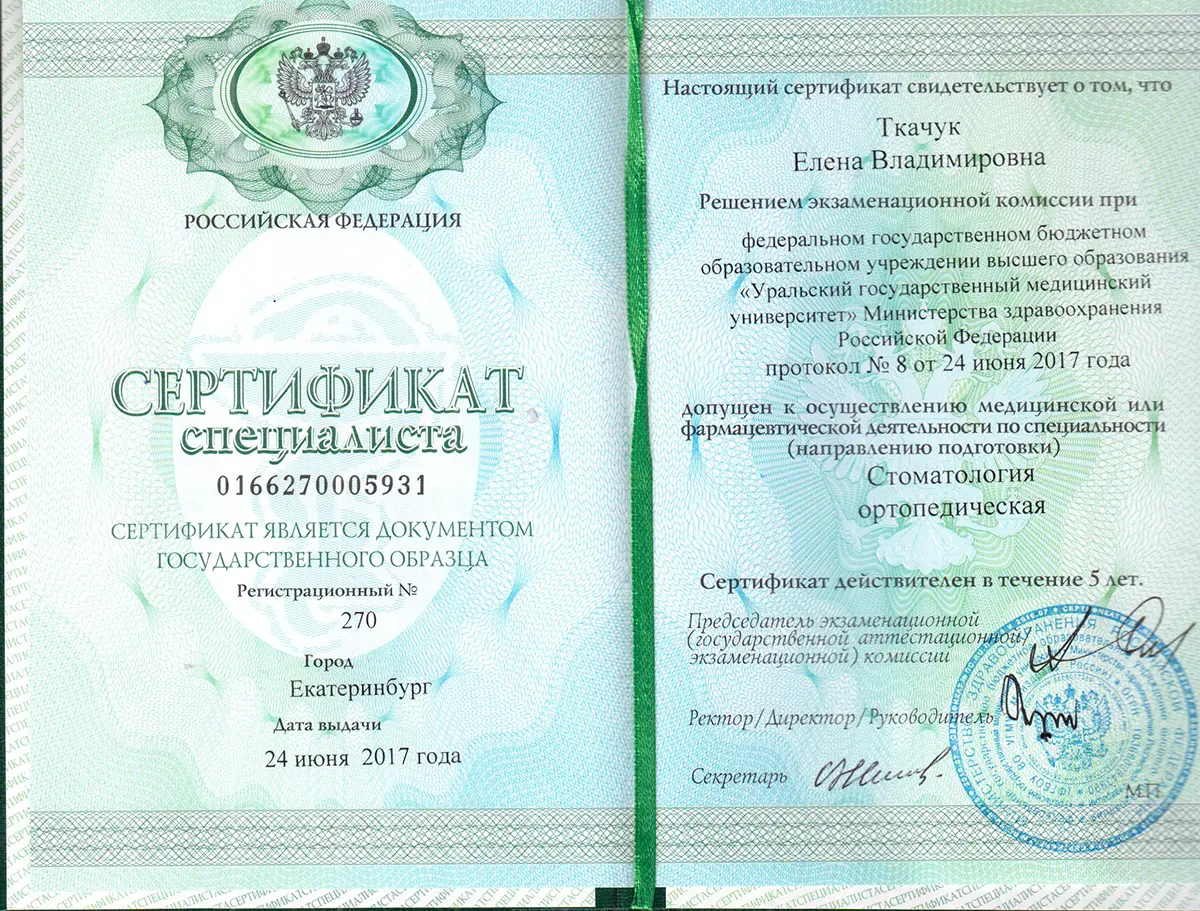 РОССИЙСКАЯ ФЕДЕРАЦИЯ
СЕРТИФИКАТ
специалиста
0166270005931
СЕРТИФИКАТ ЯВЛЯЕТСЯ ДОКУМЕНТОМ
ГОСУДАРСТВЕННОГО ОБРАЗЦА
Регистрационный №
270
Город
Екатеринбург
Дата выдачи
24 июня 2017 года
Настоящий сертификат свидетельствует о том, что
Ткачук
Елена Владимировна
Решением экзаменационной комиссии при
федеральном государственном бюджетном
образовательном учреждении высшего образования
«Уральский государственный медицинский
университет» Министерства здравоохранения
Российской Федерации
протокол № 8 от 24 июня 2017 года
допущен к осуществлению медицинской или
фармацевтической деятельности по специальности
(направлению подготовки)
Стоматология
ортопедическая
Сертификат действителен в течение 5 лет.
Председатель экзаменационной
(государственной аттестационной/
экзаменационной) комиссии
Ректор/Директор/Руководитель
Секретарь
МП